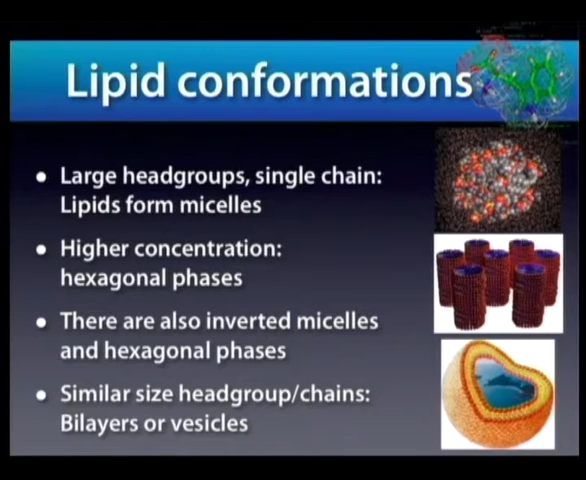 Lipid conformations
• Large headgroups, single chain:
Lipids form micelles
• Higher concentration:
hexagonal phases
• There are also inverted micelles
and hexagonal phases
• Similar size headgroup/chains:
Bilayers or vesicles